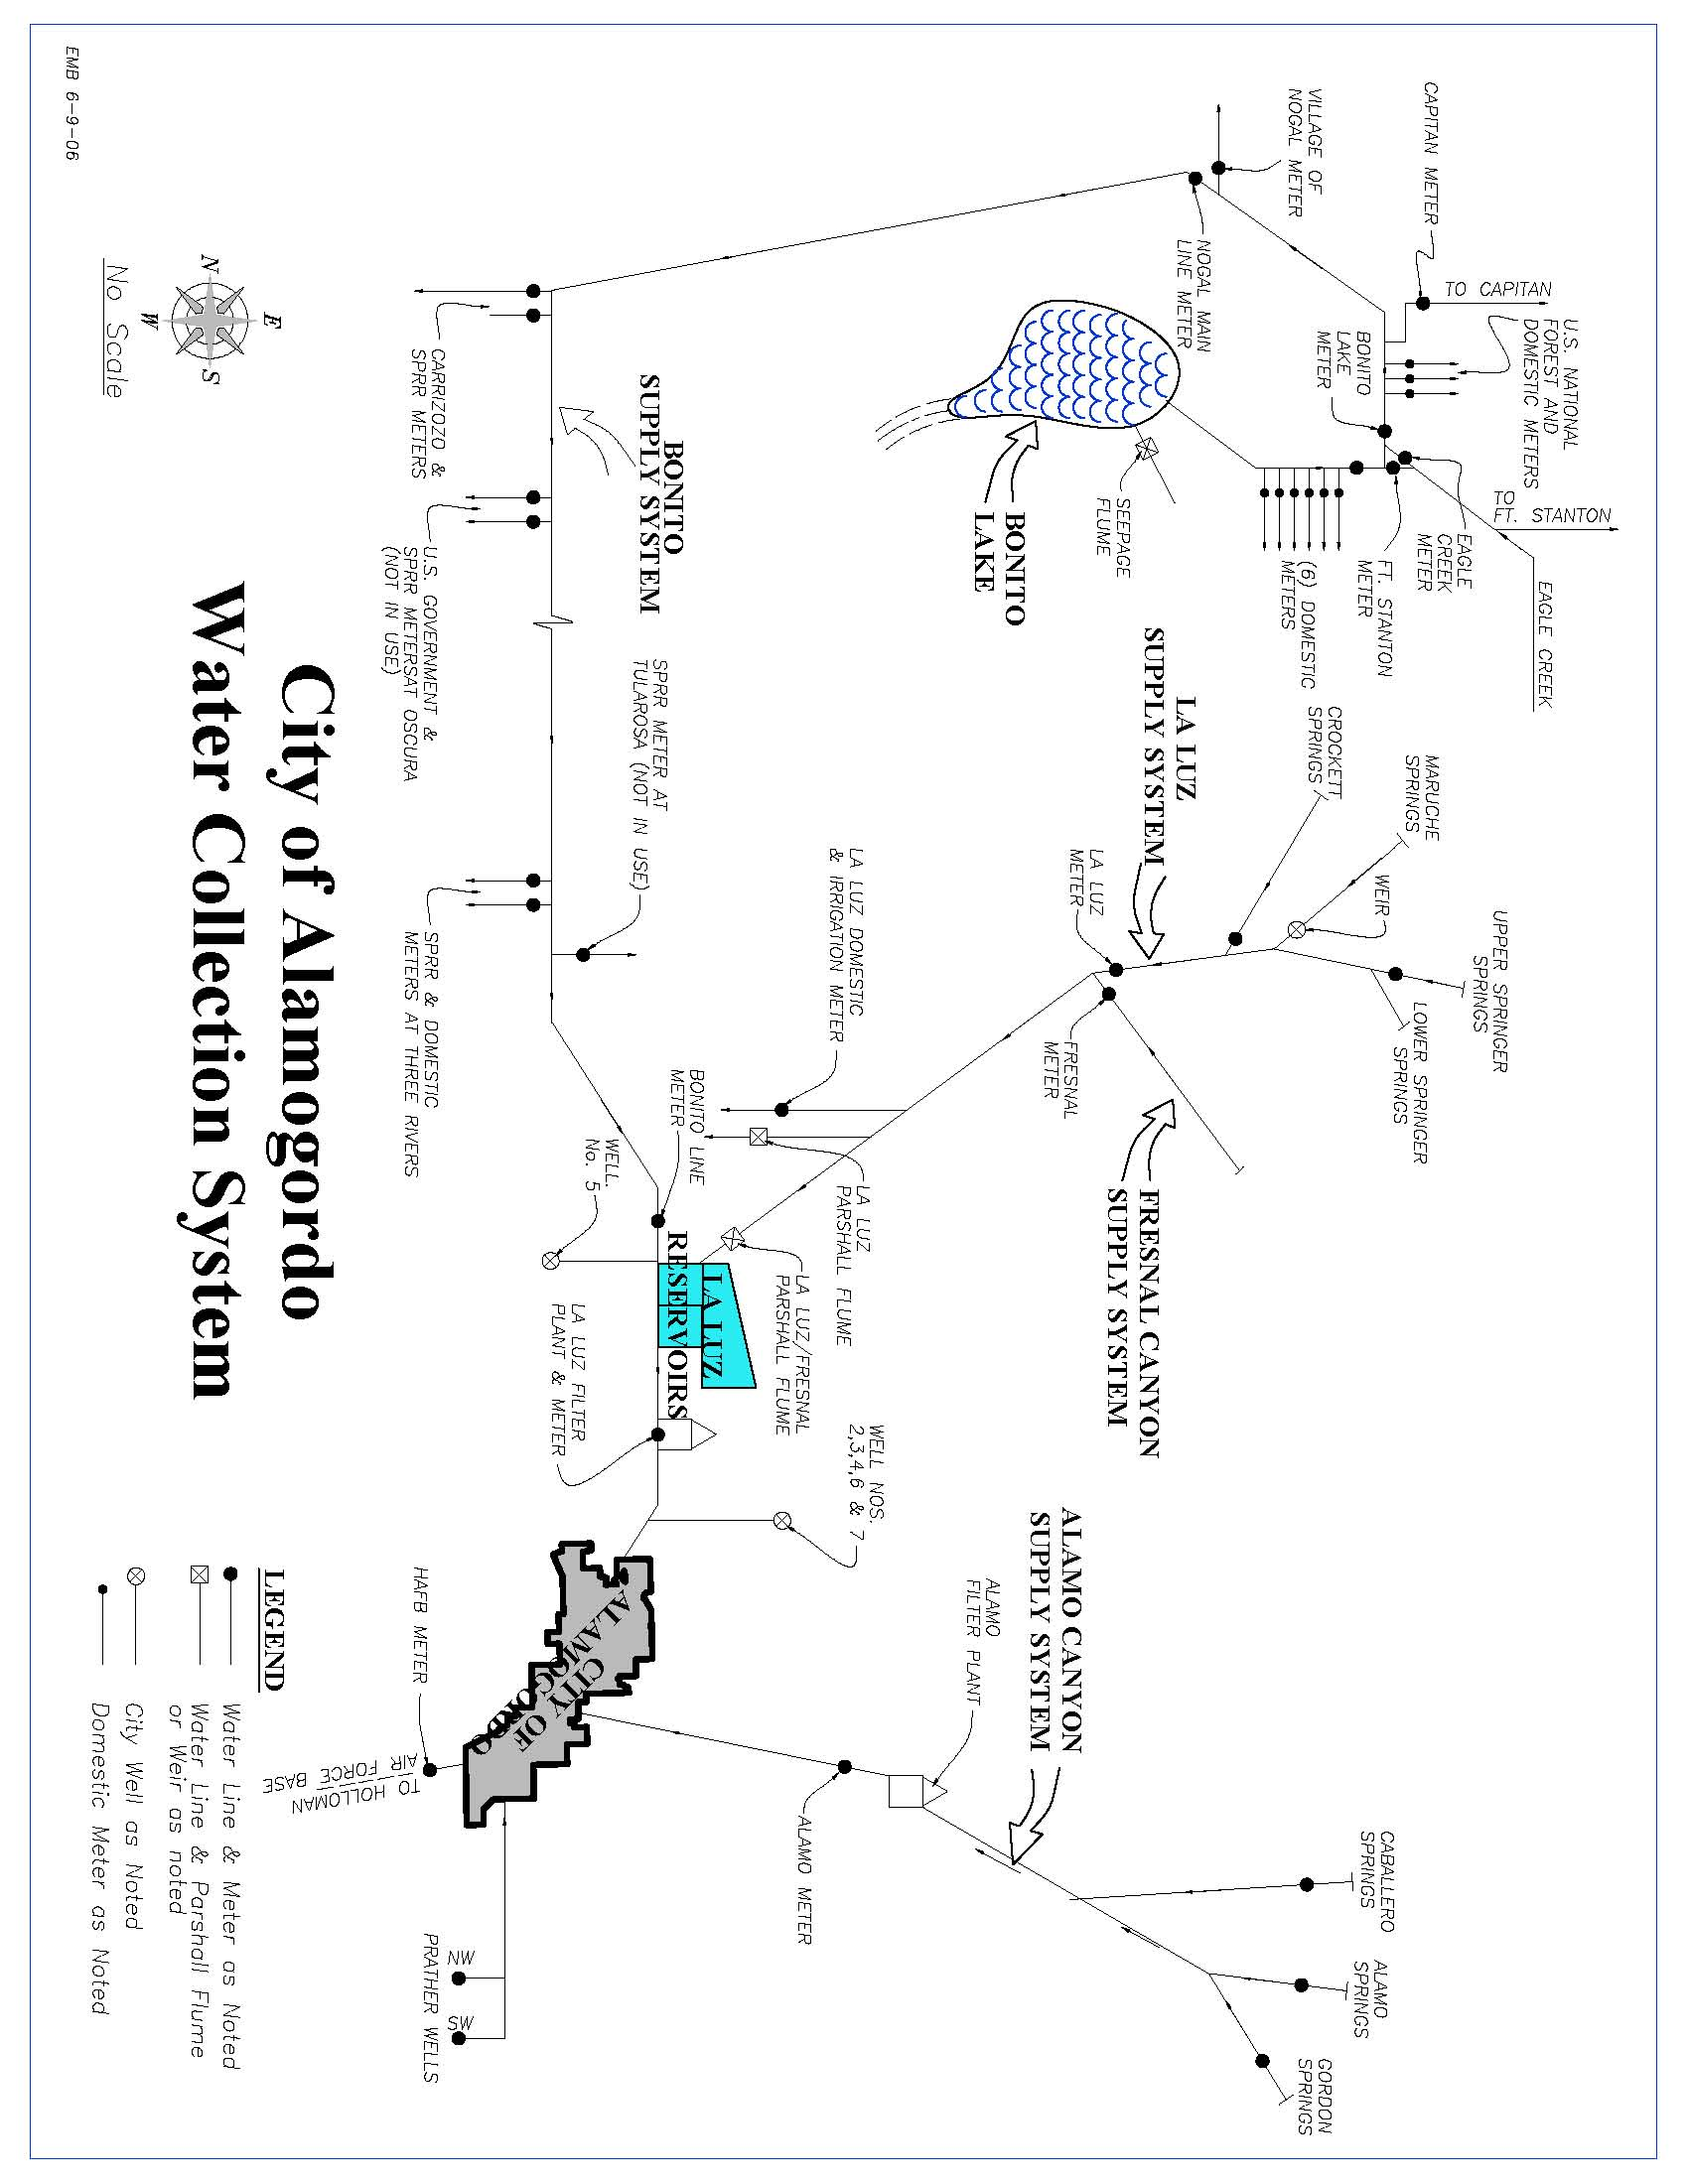 U.S. NATIONAL
FOREST AND
DOMESTIC METERS
TO CAPITAN
CAPITAN METER
VILLAGE OF
NOGAL METER
NOGAL MAIN
LINE METER
BONITO
LAKE
METER
TO
FT. STANTON
EAGLE CREEK
EAGLE
CREEK
METER
FT. STANTON
METER
(6) DOMESTIC
METERS
SEEPAGE
FLUME
BONITO
LAKE
BONITO
SUPPLY SYSTEM
CARRIZOZO &
SPRR METERS
U.S. GOVERNMENT &
SPRR METERSAT OSCURA
(NOT IN USE)
SPRR METER AT
TULAROSA (NOT IN USE)
SPRR & DOMESTIC
METERS AT THREE RIVERS
LA LUZ
SUPPLY SYSTEM
CROCKETT
SPRINGS
MARUCHE
SPRINGS
WEIR
UPPER SPRINGER
SPRINGS
LOWER SPRINGER
SPRINGS
LA LUZ
METER
FRESNAL
METER
FRESNAL CANYON
SUPPLY SYSTEM
LA LUZ DOMESTIC
& IRRIGATION METER
LA LUZ
PARSHALL FLUME
LA LUZ/FRESNAL
PARSHALL FLUME
BONITO LINE
METER
WELL
No. 5
LA LUZ
RESERVOIRS
LA LUZ FILTER
PLANT & METER
WELL NOS.
2,3,4,6 & 7
ALAMO CANYON
SUPPLY SYSTEM
ALAMO
FILTER PLANT
ALAMO METER
CABALLERO
SPRINGS
ALAMO
SPRINGS
GORDON
SPRINGS
CITY OF
ALAMOGORDO
HAFB METER
TO HOLLOMAN
AIR FORCE BASE
NW
SW
PRATHER WELLS
City of Alamogordo
Water Collection System
N
E
S
W
No Scale
EMB 6-9-06
LEGEND
Water Line & Meter as Noted
Water Line & Parshall Flume
or Weir as noted
City Well as Noted
Domestic Meter as Noted